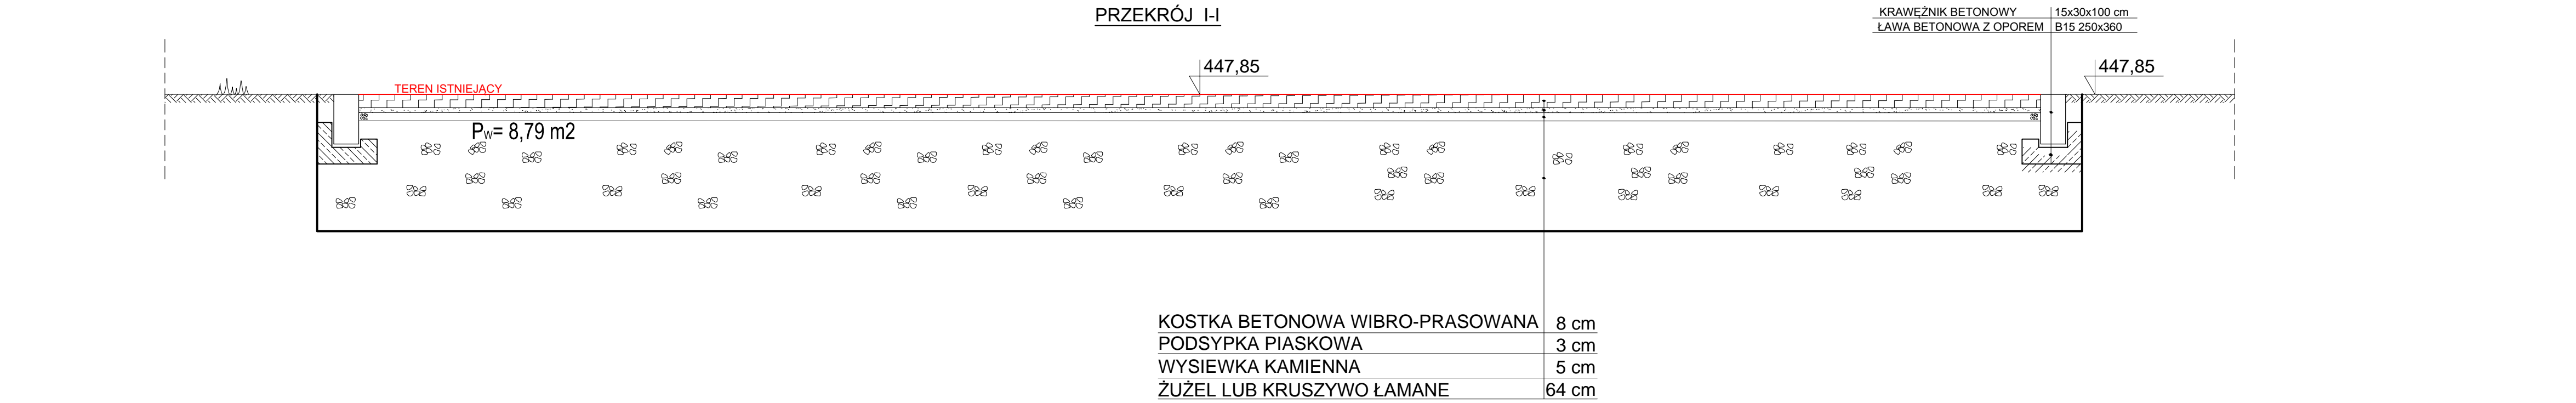 PRZEKRÓJ I-I
KRAWĘŻNIK BETONOWY 15x30x100 cm
ŁAWA BETONOWA Z OPOREM B15 250x360
447,85
447,85
TEREN ISTNIEJACY
Pw= 8,79 m2
KOSTKA BETONOWA WIBRO-PRASOWANA 8 cm
PODSYPKA PIASKOWA 3 cm
WYSIEWKA KAMIENNA 5 cm
ŻUŻEL LUB KRUSZYWO ŁAMANE 64 cm